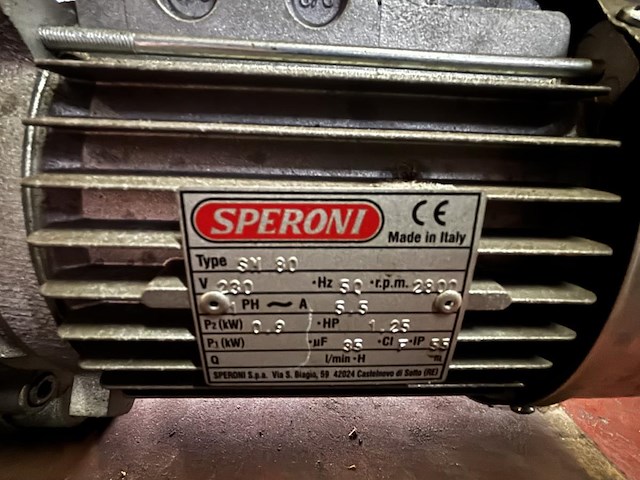 SPERONI CE
Made in Italy
Type SM 80
V 230 ·Hz 50 ·r.p.m. 2800
1 PH ~ A 5.5
P2 (kW) 0.9 ·HP 1.25
P1 (kW) ·µF 35 ·Cl F ·IP 55
Q l/min·H
SPERONI S.p.a. Via S. Biagio, 59 42024 Castelnovo di Sotto (RE)